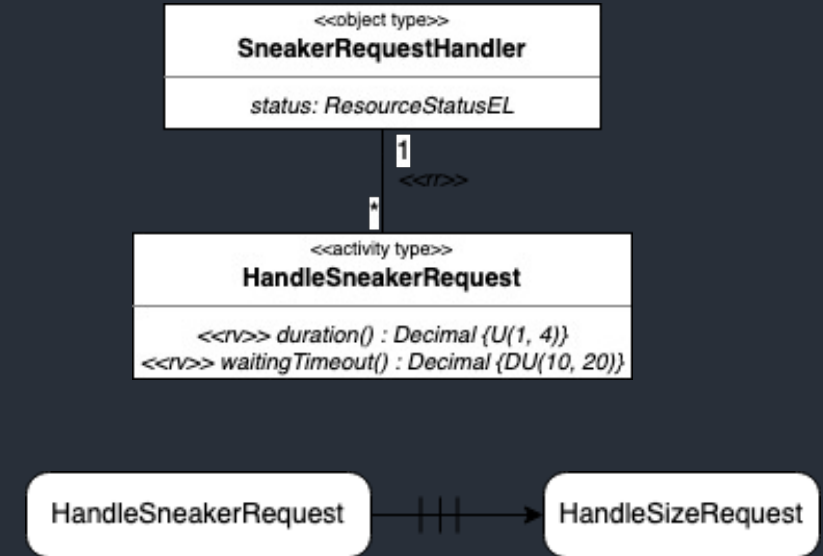 <<object type>>
SneakerRequestHandler
status: ResourceStatusEL
1
<<rr>>
*
<<activity type>>
HandleSneakerRequest
<<rv>> duration() : Decimal {U(1, 4)}
<<rv>> waitingTimeout() : Decimal {DU(10, 20)}
HandleSneakerRequest
HandleSizeRequest